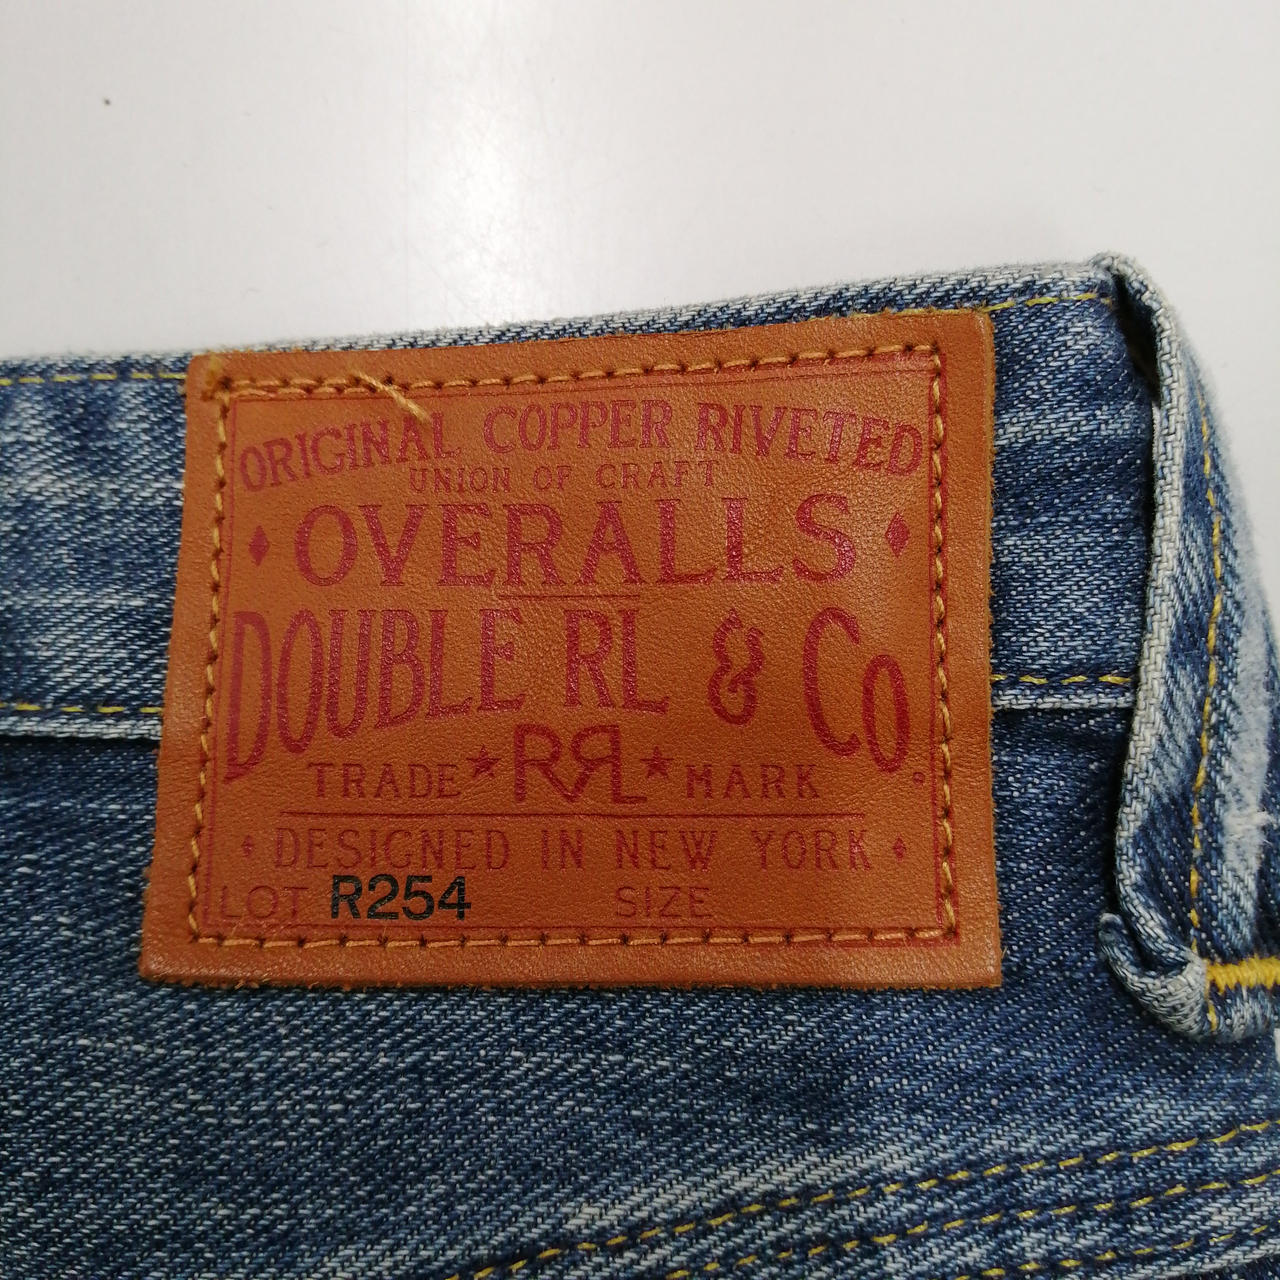 ORIGINAL COPPER RIVETED
UNION OF CRAFT
OVERALLS
DOUBLE RL & Co.
TRADE ★ RRL ★ MARK
DESIGNED IN NEW YORK
LOT R254 SIZE